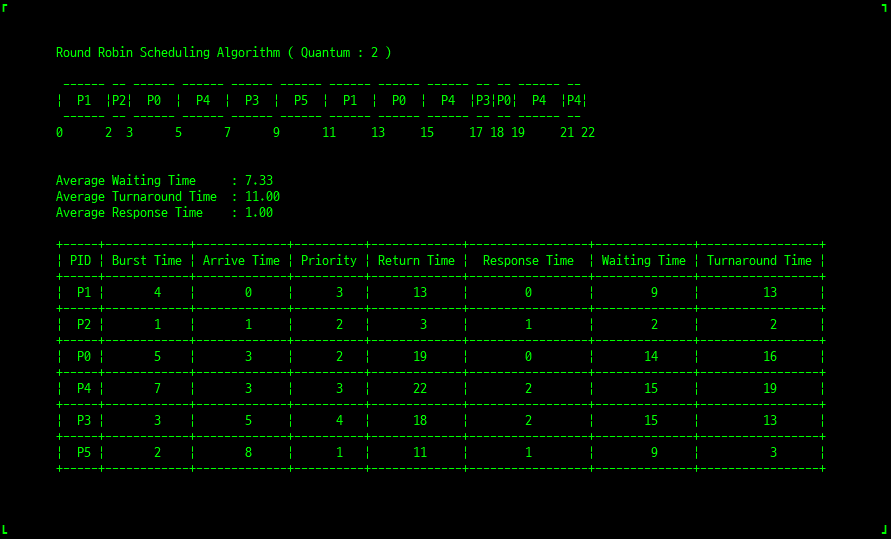 Round Robin Scheduling Algorithm ( Quantum : 2 )
 ------ -- ------ ------ ------ ------ ------ ------ ------ -- -- ------ --
¦  P1  ¦P2¦  P0  ¦  P4  ¦  P3  ¦  P5  ¦  P1  ¦  P0  ¦  P4  ¦P3¦P0¦  P4  ¦P4¦
 ------ -- ------ ------ ------ ------ ------ ------ ------ -- -- ------ --
0      2  3      5      7      9      11     13     15     17 18 19     21 22
Average Waiting Time     : 7.33
Average Turnaround Time  : 11.00
Average Response Time    : 1.00
+-----+------------+-------------+----------+-------------+-----------------+--------------+-----------------+
¦ PID ¦ Burst Time ¦ Arrive Time ¦ Priority ¦ Return Time ¦  Response Time  ¦ Waiting Time ¦ Turnaround Time ¦
+-----+------------+-------------+----------+-------------+-----------------+--------------+-----------------+
¦  P1 ¦       4    ¦       0     ¦      3   ¦      13     ¦        0        ¦        9     ¦        13       ¦
+-----+------------+-------------+----------+-------------+-----------------+--------------+-----------------+
¦  P2 ¦       1    ¦       1     ¦      2   ¦       3     ¦        1        ¦        2     ¦         2       ¦
+-----+------------+-------------+----------+-------------+-----------------+--------------+-----------------+
¦  P0 ¦       5    ¦       3     ¦      2   ¦      19     ¦        0        ¦       14     ¦        16       ¦
+-----+------------+-------------+----------+-------------+-----------------+--------------+-----------------+
¦  P4 ¦       7    ¦       3     ¦      3   ¦      22     ¦        2        ¦       15     ¦        19       ¦
+-----+------------+-------------+----------+-------------+-----------------+--------------+-----------------+
¦  P3 ¦       3    ¦       5     ¦      4   ¦      18     ¦        2        ¦       15     ¦        13       ¦
+-----+------------+-------------+----------+-------------+-----------------+--------------+-----------------+
¦  P5 ¦       2    ¦       8     ¦      1   ¦      11     ¦        1        ¦        9     ¦         3       ¦
+-----+------------+-------------+----------+-------------+-----------------+--------------+-----------------+